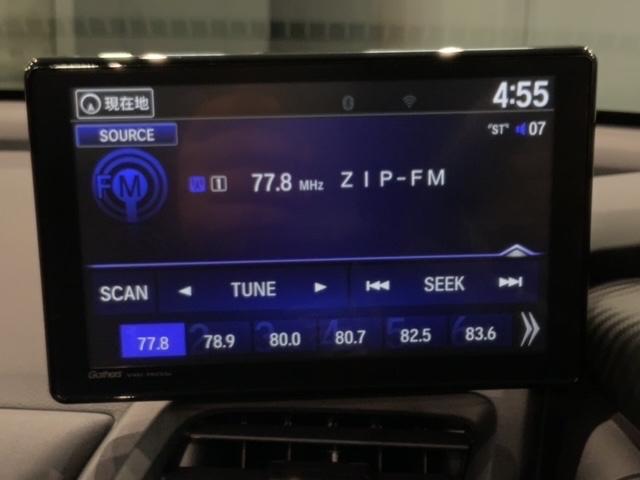 現在地
4:55
SOURCE
"ST" 07
FM
1 77.8 MHz ZIP-FM
SCAN ◄ TUNE ► SEEK
77.8 78.9 80.0 80.7 82.5 83.6
Gathers